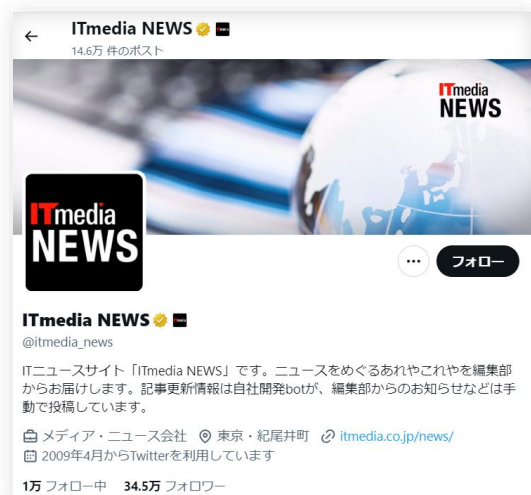 ITmedia NEWS
14.6万 件のポスト
ITmedia
NEWS
ITmedia
NEWS
フォロー
ITmedia NEWS
@itmedia_news
ITニュースサイト「ITmedia NEWS」です。ニュースをめぐるあれやこれやを編集部
からお届けします。記事更新情報は自社開発botが、編集部からのお知らせなどは手
動で投稿しています。
メディア・ニュース会社 東京・紀尾井町 itmedia.co.jp/news/
2009年4月からTwitterを利用しています
1万 フォロー中 34.5万 フォロワー